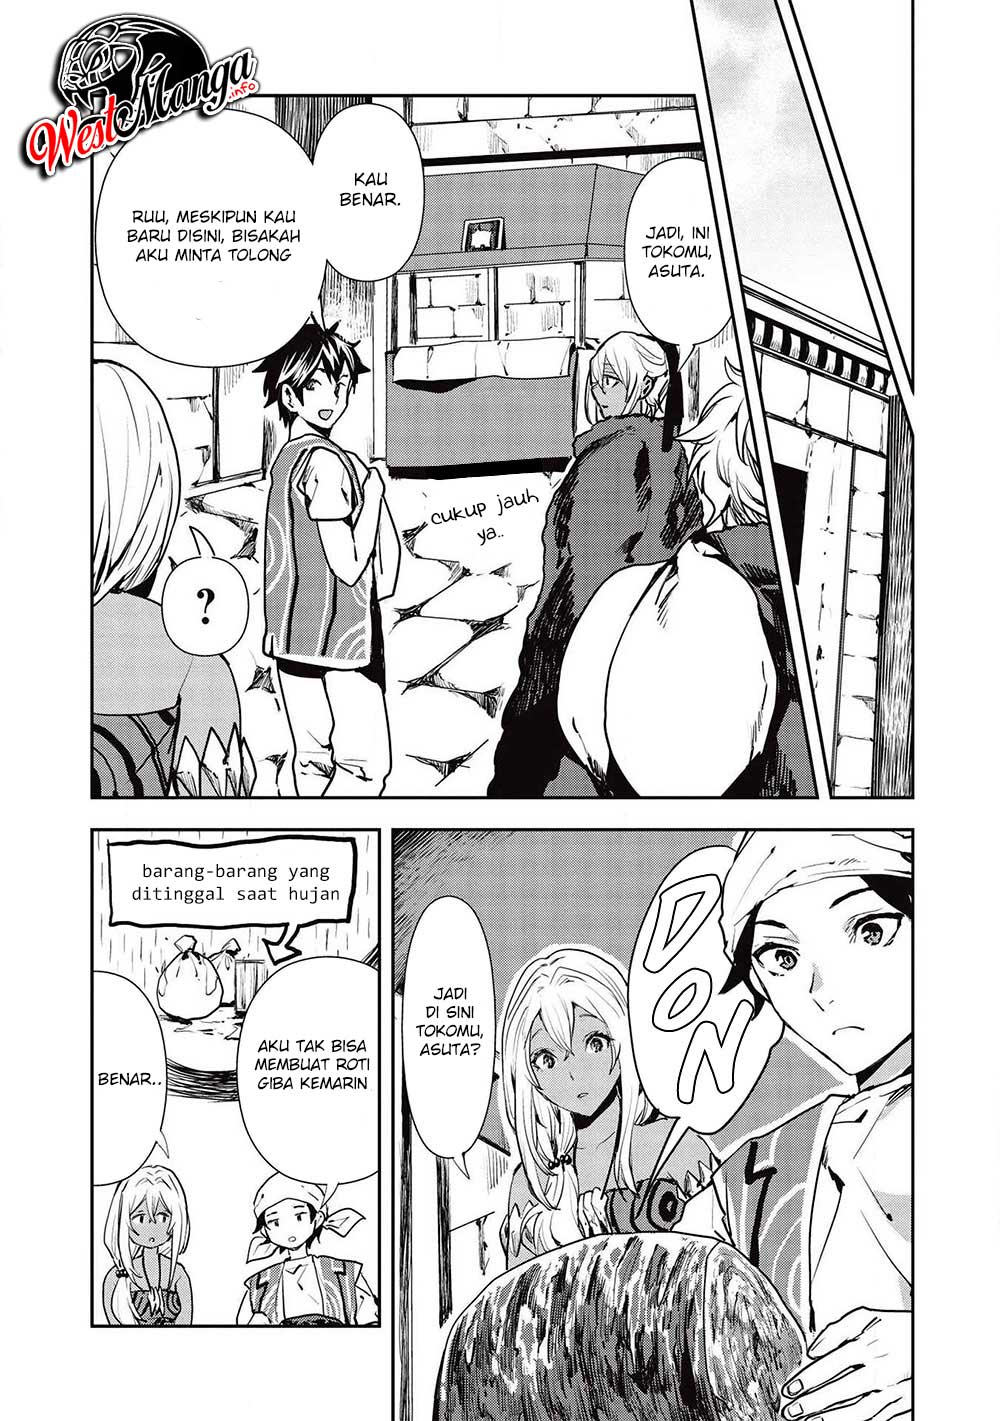 WestManga
.info
JADI, INI
TOKOMU,
ASUTA.
KAU
BENAR.
RUU, MESKIPUN KAU
BARU DISINI, BISAKAH
AKU MINTA TOLONG
cukup jauh
ya..
?
DON
JADI
DI SINI
TOKOMU,
ASUTA?
barang-barang yang
ditinggal saat hujan
AKU TAK BISA
MEMBUAT ROTI
GIBA KEMARIN
BENAR..